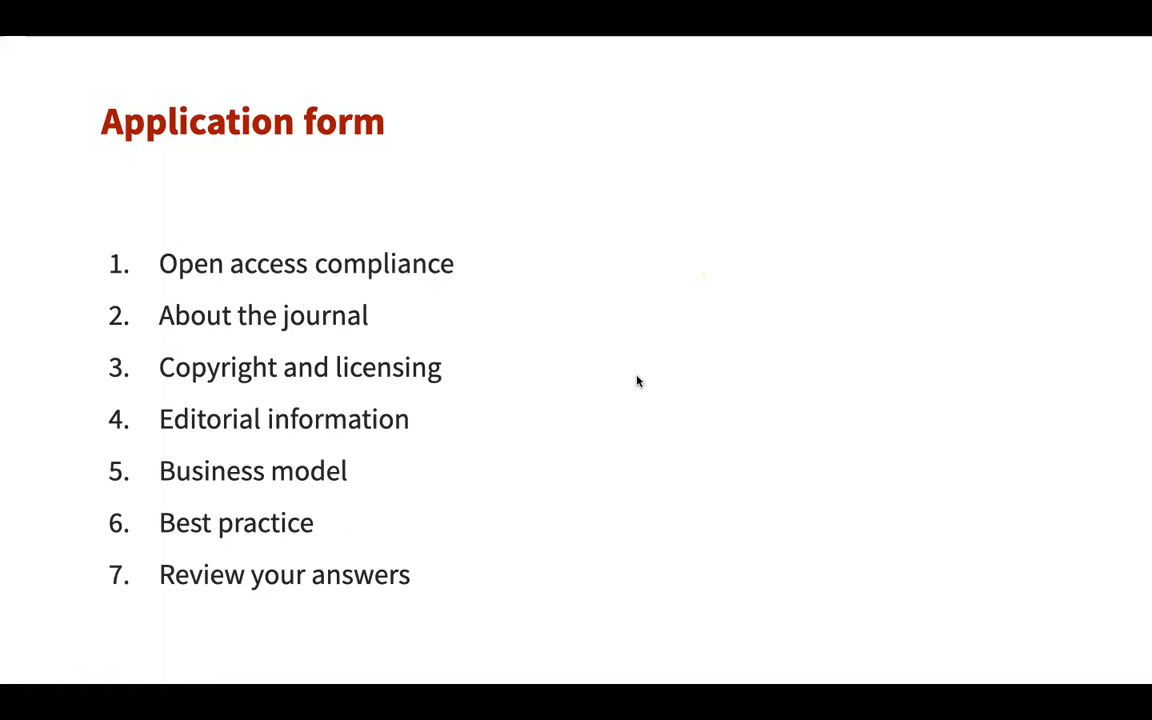 Application form
1. Open access compliance
2. About the journal
3. Copyright and licensing
4. Editorial information
5. Business model
6. Best practice
7. Review your answers